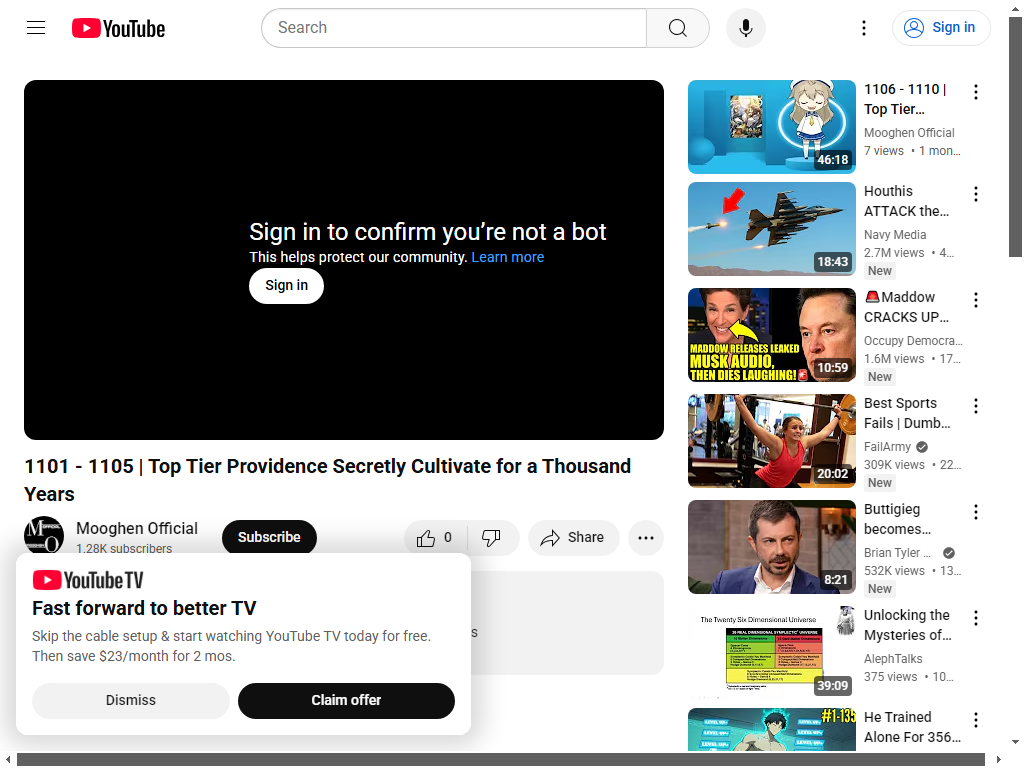 YouTube
Search
Sign in
Sign in to confirm you’re not a bot
This helps protect our community. Learn more
Sign in
1101 - 1105 | Top Tier Providence Secretly Cultivate for a Thousand
Years
Mooghen Official
1.28K subscribers
Subscribe
0
Share
YouTube TV
Fast forward to better TV
Skip the cable setup & start watching YouTube TV today for free.
Then save $23/month for 2 mos.
Dismiss
Claim offer
46:18
1106 - 1110 |
Top Tier…
Mooghen Official
7 views • 1 mon…
18:43
Houthis
ATTACK the…
Navy Media
2.7M views • 4…
New
MADDOW RELEASES LEAKED
MUSK AUDIO,
THEN DIES LAUGHING!
10:59
🚨Maddow
CRACKS UP…
Occupy Democra…
1.6M views • 17…
New
20:02
Best Sports
Fails | Dumb…
FailArmy
309K views • 22…
New
8:21
Buttigieg
becomes…
Brian Tyler …
532K views • 13…
New
The Twenty Six Dimensional Universe
39:09
Unlocking the
Mysteries of…
AlephTalks
375 views • 10…
#1-135
He Trained
Alone For 356…